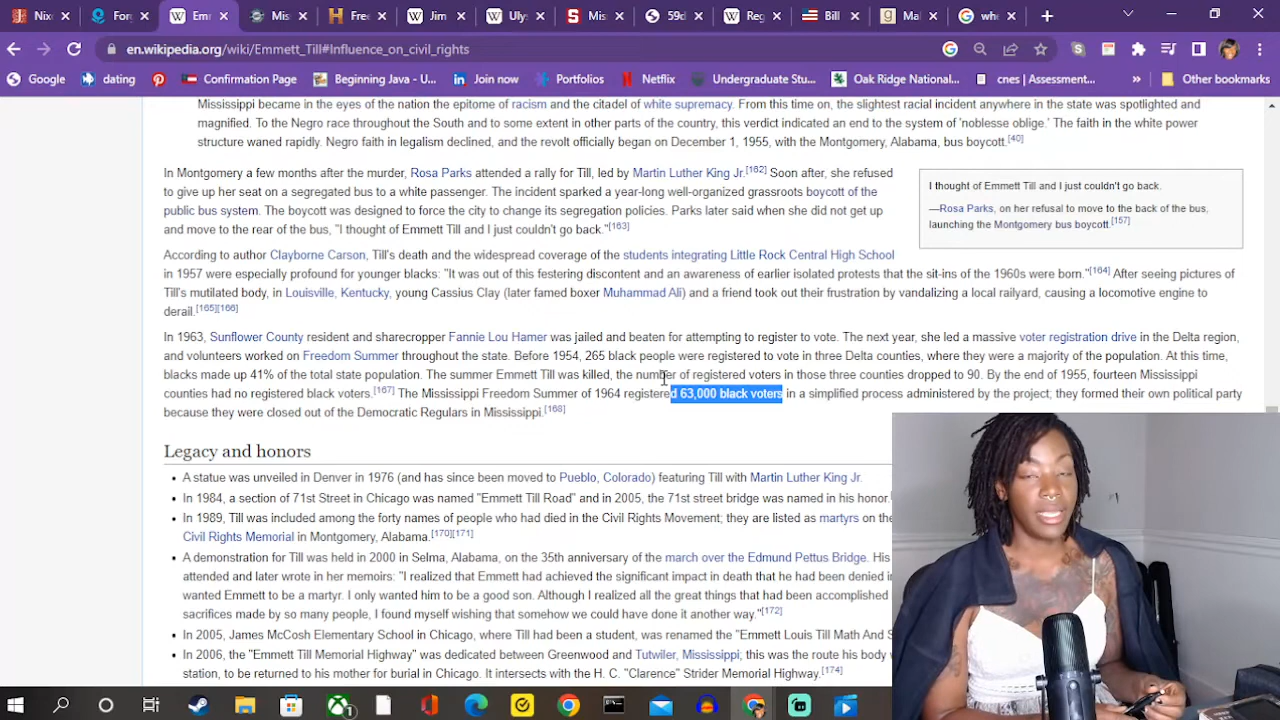 Nix
For
Em
Mis
Fre
Jim
Uly
Mis
59d
Reg
Bill
Ma
whe
en.wikipedia.org/wiki/Emmett_Till#Influence_on_civil_rights
Google
dating
Confirmation Page
Beginning Java - U...
Join now
Portfolios
Netflix
Undergraduate Stu...
Oak Ridge National...
cnes | Assessment...
»
Other bookmarks
Mississippi became in the eyes of the nation the epitome of racism and the citadel of white supremacy. From this time on, the slightest racial incident anywhere in the state was spotlighted and
magnified. To the Negro race throughout the South and to some extent in other parts of the country, this verdict indicated an end to the system of 'noblesse oblige.' The faith in the white power
structure waned rapidly. Negro faith in legalism declined, and the revolt officially began on December 1, 1955, with the Montgomery, Alabama, bus boycott.[40]
In Montgomery a few months after the murder, Rosa Parks attended a rally for Till, led by Martin Luther King Jr.[162] Soon after, she refused
to give up her seat on a segregated bus to a white passenger. The incident sparked a year-long well-organized grassroots boycott of the
public bus system. The boycott was designed to force the city to change its segregation policies. Parks later said when she did not get up
and move to the rear of the bus, "I thought of Emmett Till and I just couldn't go back."[163]
I thought of Emmett Till and I just couldn't go back.
—Rosa Parks, on her refusal to move to the back of the bus,
launching the Montgomery bus boycott.[157]
According to author Clayborne Carson, Till's death and the widespread coverage of the students integrating Little Rock Central High School
in 1957 were especially profound for younger blacks: "It was out of this festering discontent and an awareness of earlier isolated protests that the sit-ins of the 1960s were born."[164] After seeing pictures of
Till's mutilated body, in Louisville, Kentucky, young Cassius Clay (later famed boxer Muhammad Ali) and a friend took out their frustration by vandalizing a local railyard, causing a locomotive engine to
derail.[165][166]
In 1963, Sunflower County resident and sharecropper Fannie Lou Hamer was jailed and beaten for attempting to register to vote. The next year, she led a massive voter registration drive in the Delta region,
and volunteers worked on Freedom Summer throughout the state. Before 1954, 265 black people were registered to vote in three Delta counties, where they were a majority of the population. At this time,
blacks made up 41% of the total state population. The summer Emmett Till was killed, the number of registered voters in those three counties dropped to 90. By the end of 1955, fourteen Mississippi
counties had no registered black voters.[167] The Mississippi Freedom Summer of 1964 registered 63,000 black voters in a simplified process administered by the project; they formed their own political party
because they were closed out of the Democratic Regulars in Mississippi.[168]
Legacy and honors
• A statue was unveiled in Denver in 1976 (and has since been moved to Pueblo, Colorado) featuring Till with Martin Luther King Jr.
• In 1984, a section of 71st Street in Chicago was named "Emmett Till Road" and in 2005, the 71st street bridge was named in his honor.
• In 1989, Till was included among the forty names of people who had died in the Civil Rights Movement; they are listed as martyrs on the
Civil Rights Memorial in Montgomery, Alabama.[170][171]
• A demonstration for Till was held in 2000 in Selma, Alabama, on the 35th anniversary of the march over the Edmund Pettus Bridge. His
attended and later wrote in her memoirs: "I realized that Emmett had achieved the significant impact in death that he had been denied in
wanted Emmett to be a martyr. I only wanted him to be a good son. Although I realized all the great things that had been accomplished
sacrifices made by so many people, I found myself wishing that somehow we could have done it another way."[172]
• In 2005, James McCosh Elementary School in Chicago, where Till had been a student, was renamed the "Emmett Louis Till Math And S
• In 2006, the "Emmett Till Memorial Highway" was dedicated between Greenwood and Tutwiler, Mississippi; this was the route his body
station, to be returned to his mother for burial in Chicago. It intersects with the H. C. "Clarence" Strider Memorial Highway.[174]